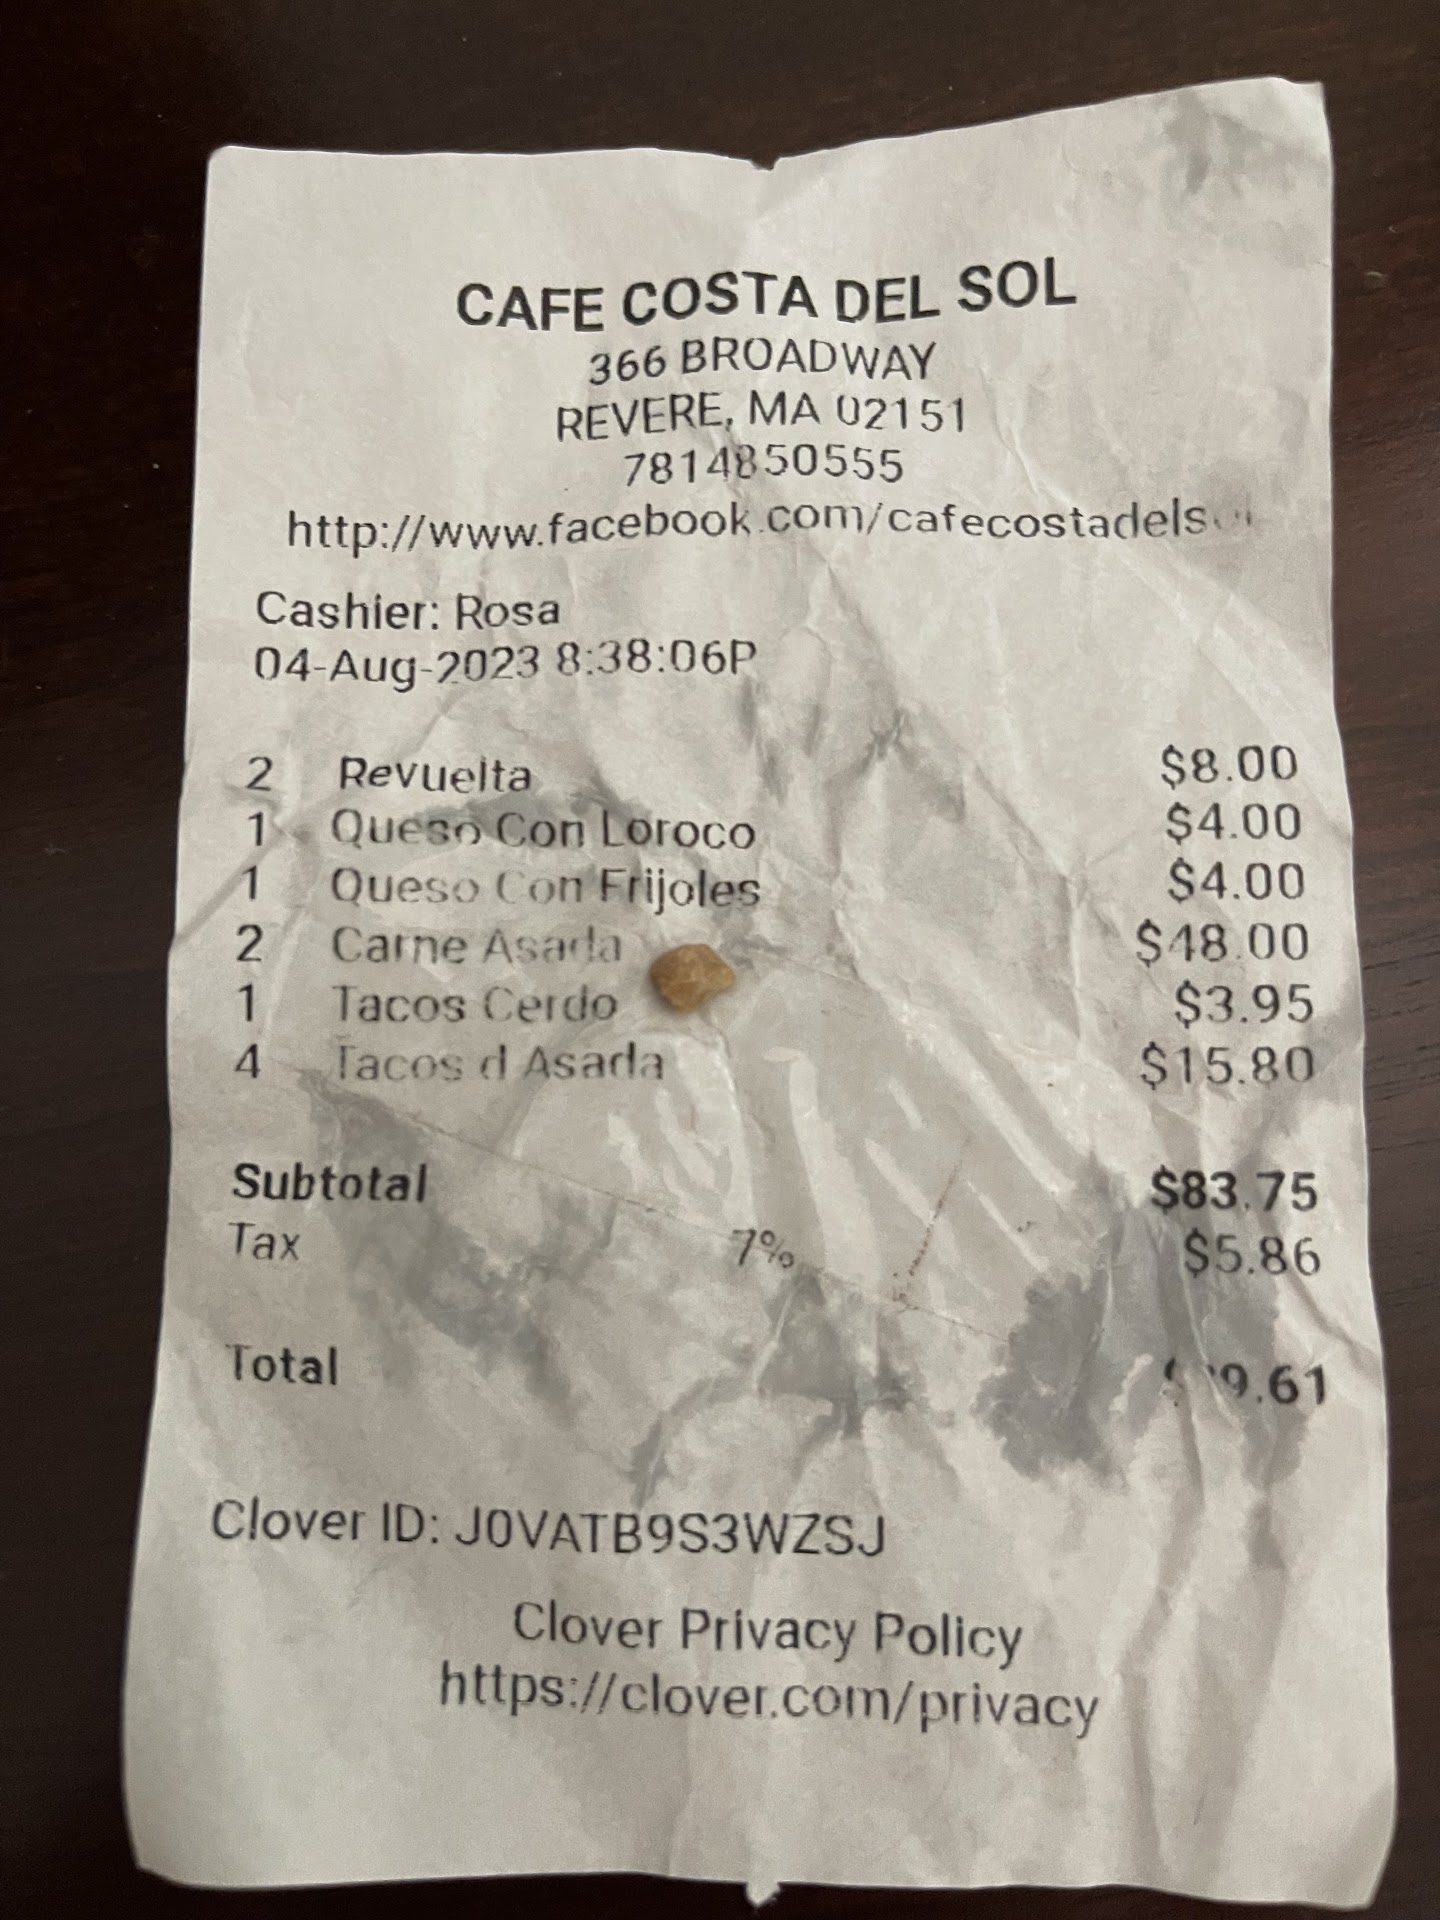 CAFE COSTA DEL SOL
366 BROADWAY
REVERE, MA 02151
7814850555
Cashier: Rosa
04-Aug-2023 8:38:06P
2 Revuelta $8.00
1 Queso Con Loroco $4.00
1 Queso Con Frijoles $4.00
2 Carne Asada $48.00
1 Tacos Cerdo $3.95
4 Tacos d Asada $15.80
Subtotal $83.75
Tax 7% $5.86
Total
Clover ID: J0VATB9S3WZSJ
Clover Privacy Policy
https://clover.com/privacy